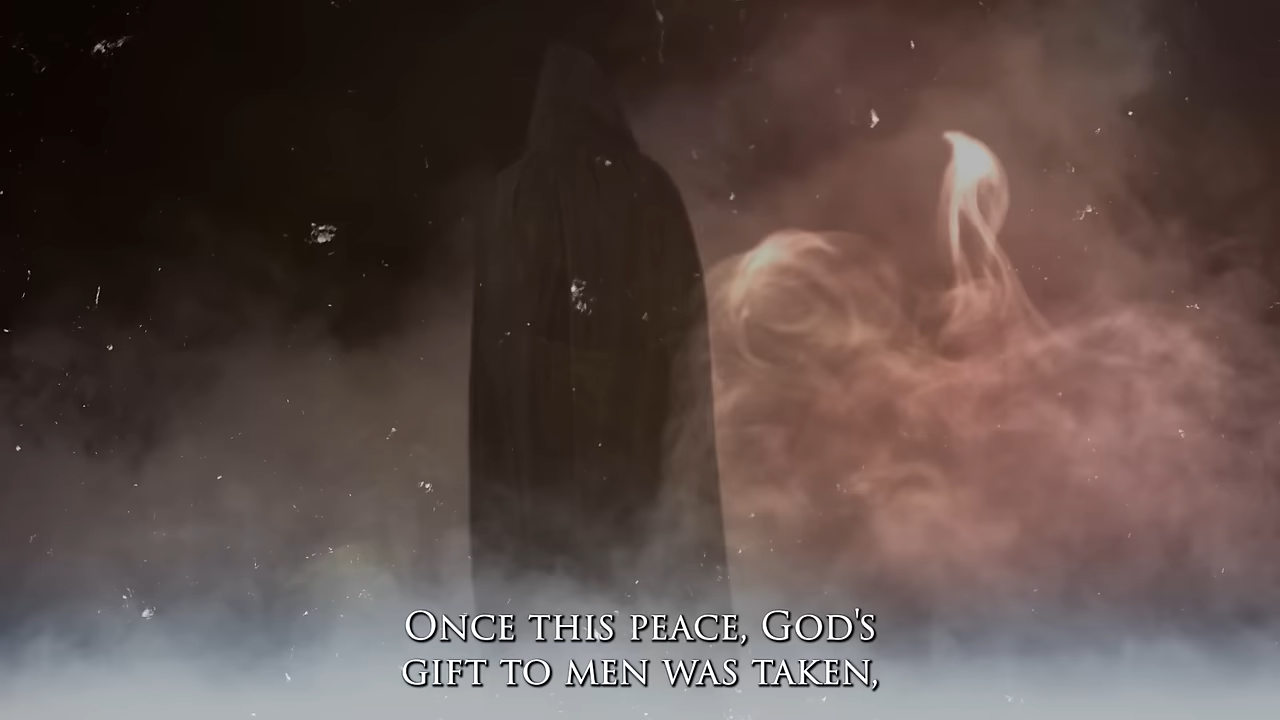 Once this peace, God's
gift to men was taken,